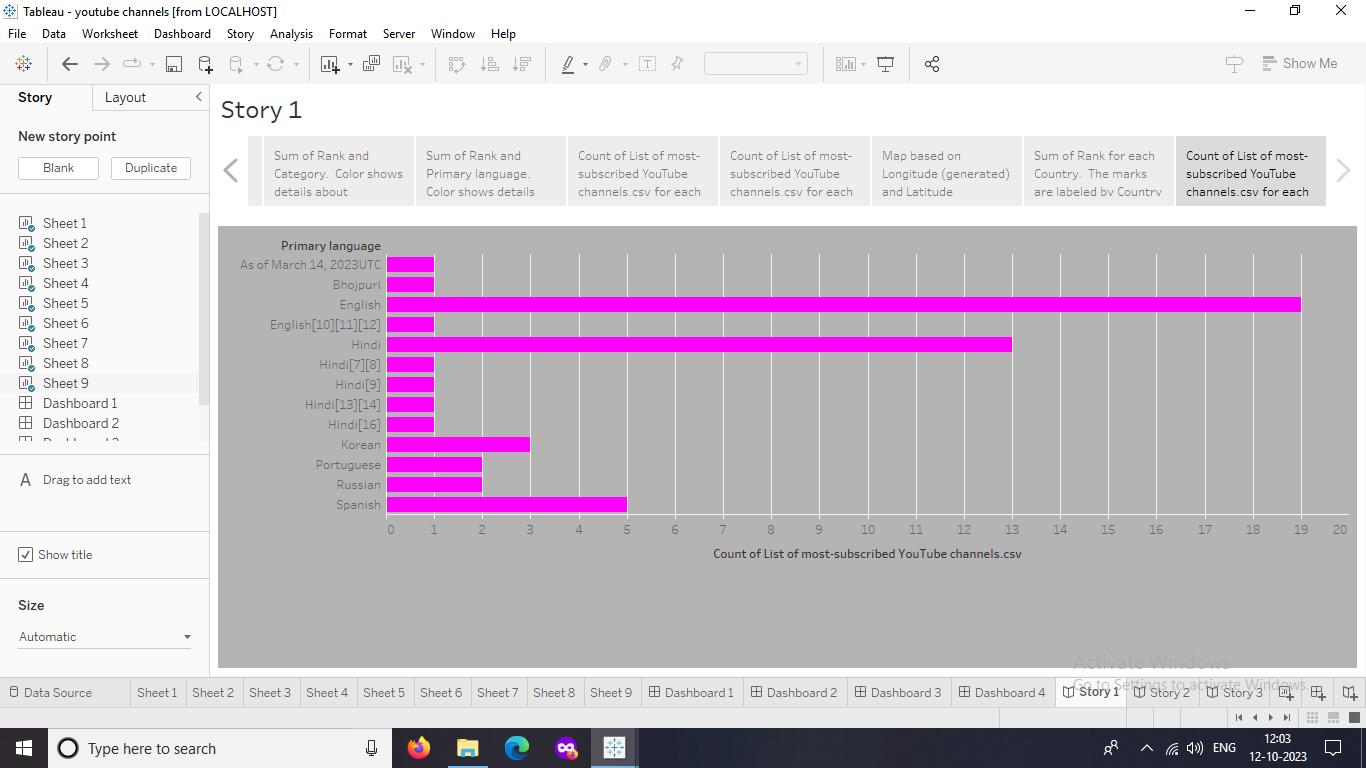 Tableau - youtube channels [from LOCALHOST]
File Data Worksheet Dashboard Story Analysis Format Server Window Help
Show Me
Story Layout
New story point
Blank Duplicate
Sheet 1
Sheet 2
Sheet 3
Sheet 4
Sheet 5
Sheet 6
Sheet 7
Sheet 8
Sheet 9
Dashboard 1
Dashboard 2
A Drag to add text
Show title
Size
Automatic
Story 1
Sum of Rank and
Category. Color shows
details about
Sum of Rank and
Primary language.
Color shows details
Count of List of most-
subscribed YouTube
channels.csv for each
Count of List of most-
subscribed YouTube
channels.csv for each
Map based on
Longitude (generated)
and Latitude
Sum of Rank for each
Country. The marks
are labeled by Country
Count of List of most-
subscribed YouTube
channels.csv for each
Primary language
As of March 14, 2023UTC
Bhojpuri
English
English[10][11][12]
Hindi
Hindi[7][8]
Hindi[9]
Hindi[13][14]
Hindi[16]
Korean
Portuguese
Russian
Spanish
0 1 2 3 4 5 6 7 8 9 10 11 12 13 14 15 16 17 18 19 20
Count of List of most-subscribed YouTube channels.csv
Activate Windows
Go to Settings to activate Windows.
Data Source Sheet 1 Sheet 2 Sheet 3 Sheet 4 Sheet 5 Sheet 6 Sheet 7 Sheet 8 Sheet 9 Dashboard 1 Dashboard 2 Dashboard 3 Dashboard 4 Story 1 Story 2 Story 3
Type here to search
ENG
12:03
12-10-2023